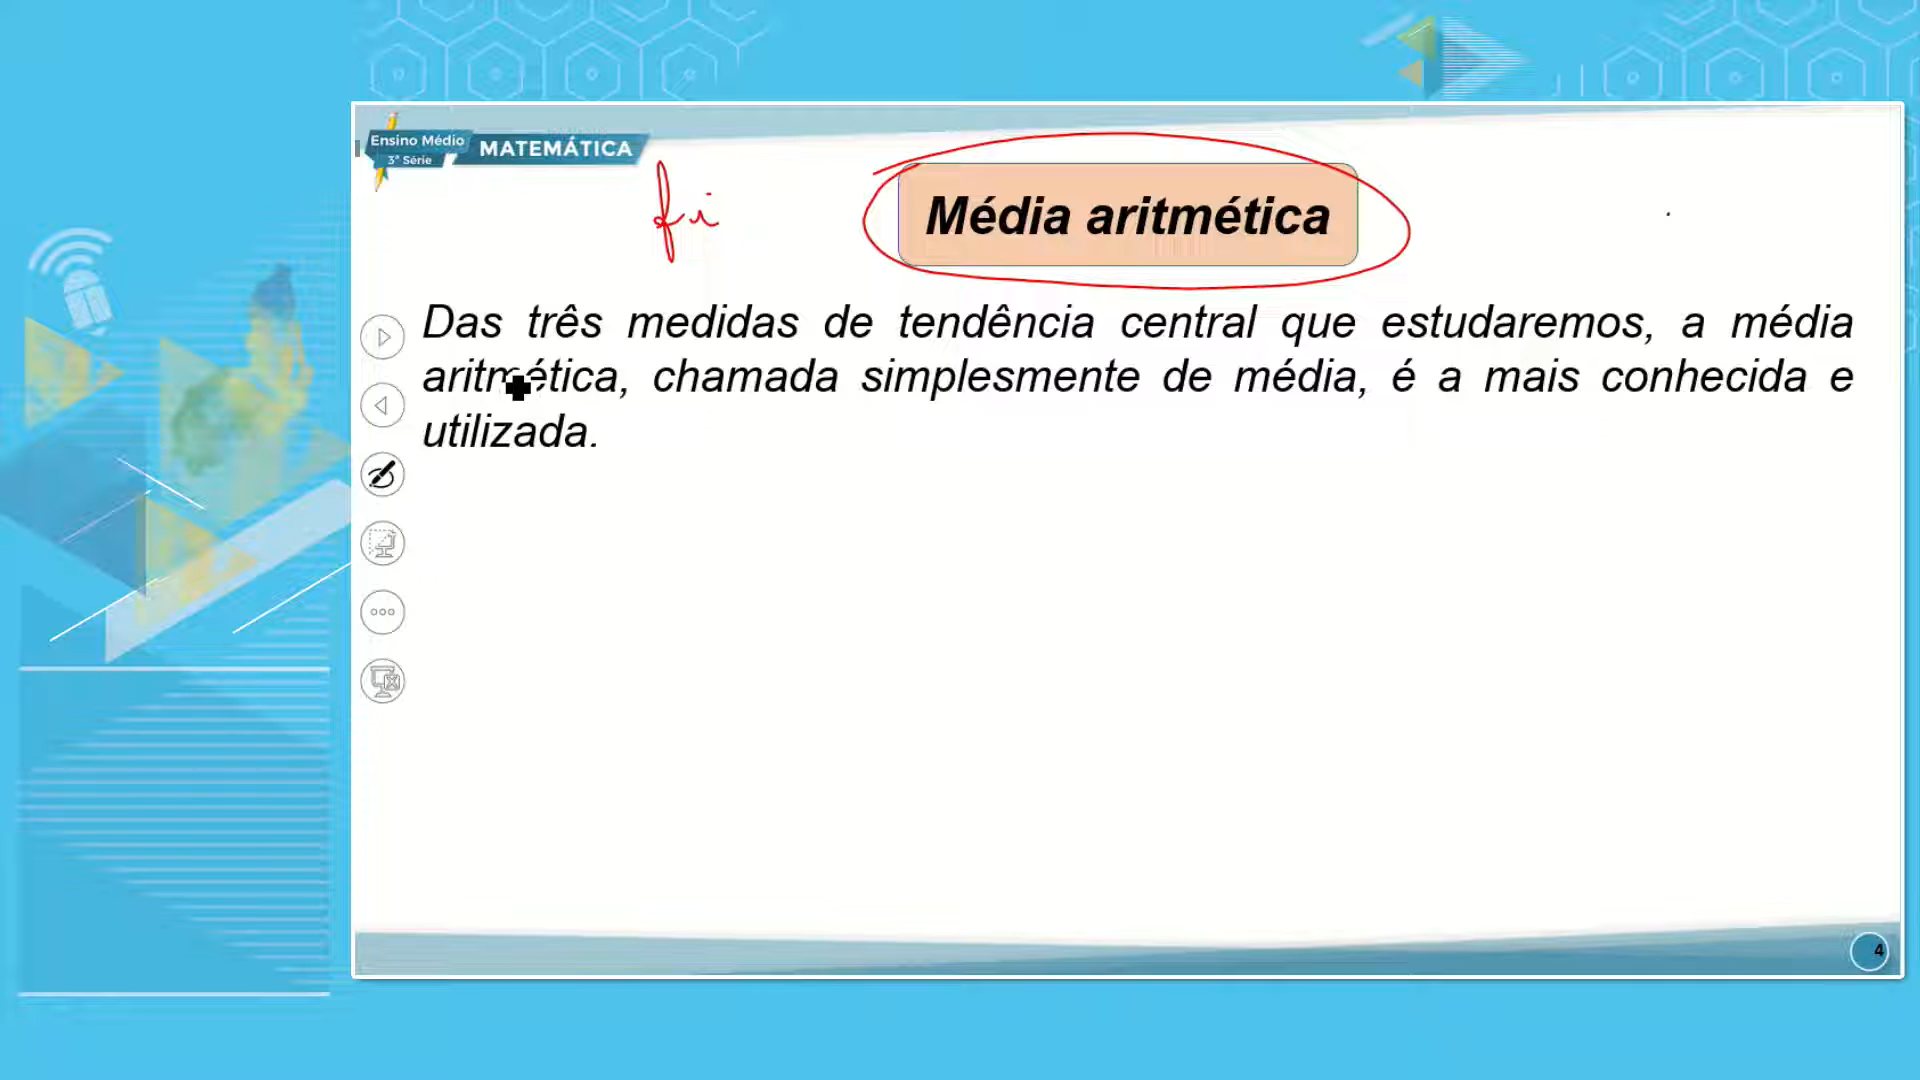 Ensino Médio
3ª Série
MATEMÁTICA
fi
Média aritmética
Das três medidas de tendência central que estudaremos, a média
aritmética, chamada simplesmente de média, é a mais conhecida e
utilizada.
4